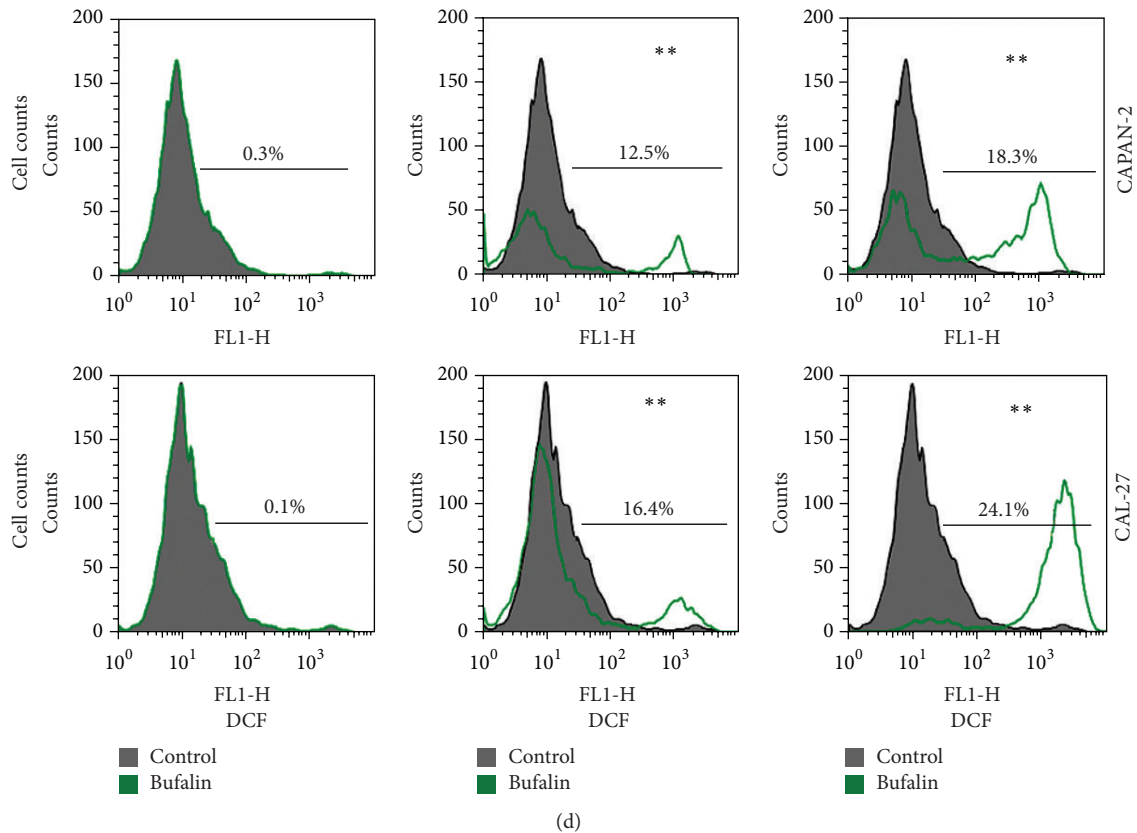 200
150
100
50
0
Cell counts
Counts
0.3%
10⁰ 10¹ 10² 10³
FL1-H
200
150
100
50
0
Counts
**
12.5%
10⁰ 10¹ 10² 10³
FL1-H
200
150
100
50
0
Counts
**
18.3%
10⁰ 10¹ 10² 10³
FL1-H
CAPAN-2
200
150
100
50
0
Cell counts
Counts
0.1%
10⁰ 10¹ 10² 10³
FL1-H
DCF
200
150
100
50
0
Counts
**
16.4%
10⁰ 10¹ 10² 10³
FL1-H
DCF
200
150
100
50
0
Counts
**
24.1%
10⁰ 10¹ 10² 10³
FL1-H
DCF
CAL-27
Control
Bufalin
Control
Bufalin
Control
Bufalin
(d)